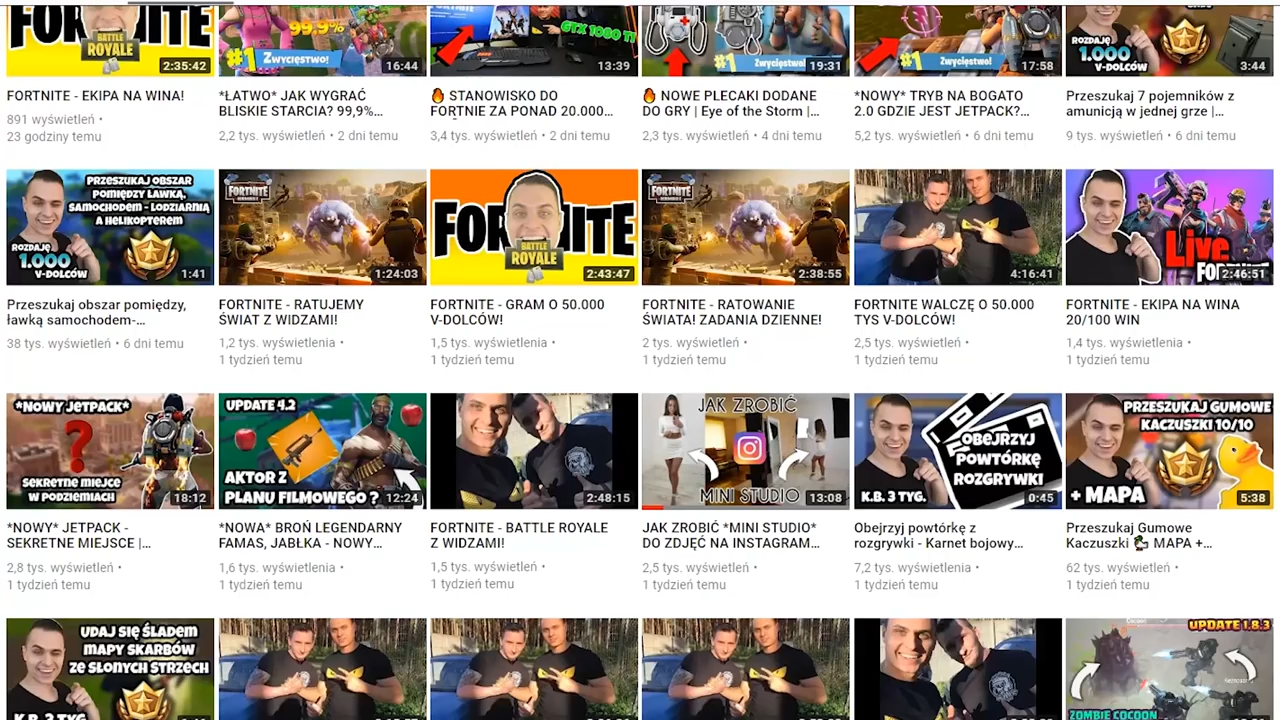 FORNITE
BATTLE
ROYALE
2:35:42
99,9%
#1 Zwycięstwo!
16:44
GTX 1080 TI
13:39
#1 Zwycięstwo!
19:31
#1 Zwycięstwo!
17:58
ROZDAJĘ
1.000
V-DOLCÓW
3:44
FORTNITE - EKIPA NA WINA!
891 wyświetleń •
23 godziny temu
*ŁATWO* JAK WYGRAĆ
BLISKIE STARCIA? 99,9%...
2,2 tys. wyświetleń • 2 dni temu
🔥 STANOWISKO DO
FORTNIE ZA PONAD 20.000...
3,4 tys. wyświetleń • 2 dni temu
🔥 NOWE PLECAKI DODANE
DO GRY | Eye of the Storm |...
2,3 tys. wyświetleń • 4 dni temu
*NOWY* TRYB NA BOGATO
2.0 GDZIE JEST JETPACK?...
5,2 tys. wyświetleń • 6 dni temu
Przeszukaj 7 pojemników z
amunicją w jednej grze |...
9 tys. wyświetleń • 6 dni temu
PRZESZUKAJ OBSZAR
POMIĘDZY ŁAWKĄ,
SAMOCHODEM - LODZIARNIĄ
A HELIKOPTEREM
ROZDAJĘ
1.000
V-DOLCÓW
1:41
FORTNITE
1:24:03
FORNITE
BATTLE
ROYALE
2:43:47
FORTNITE
2:38:55
4:16:41
Live
FORTNITE
2:46:51
Przeszukaj obszar pomiędzy,
ławką samochodem-...
38 tys. wyświetleń • 6 dni temu
FORTNITE - RATUJEMY
ŚWIAT Z WIDZAMI!
1,2 tys. wyświetlenia •
1 tydzień temu
FORTNITE - GRAM O 50.000
V-DOLCÓW!
1,5 tys. wyświetlenia •
1 tydzień temu
FORTNITE - RATOWANIE
ŚWIATA! ZADANIA DZIENNE!
2 tys. wyświetleń •
1 tydzień temu
FORTNITE WALCZĘ O 50.000
TYS V-DOLCÓW!
2,5 tys. wyświetleń •
1 tydzień temu
FORTNITE - EKIPA NA WINA
20/100 WIN
1,4 tys. wyświetlenia •
1 tydzień temu
*NOWY JETPACK*
?
SEKRETNE MIEJSCE
W PODZIEMIACH
18:12
UPDATE 4.2
AKTOR Z
PLANU FILMOWEGO ?
12:24
2:48:15
JAK ZROBIĆ
MINI STUDIO
13:08
OBEJRZYJ
POWTÓRKĘ
ROZGRYWKI
K.B. 3 TYG.
0:45
PRZESZUKAJ GUMOWE
KACZUSZKI 10/10
+ MAPA
5:38
*NOWY* JETPACK -
SEKRETNE MIEJSCE |...
2,8 tys. wyświetleń •
1 tydzień temu
*NOWA* BROŃ LEGENDARNY
FAMAS, JABŁKA - NOWY...
1,6 tys. wyświetleń •
1 tydzień temu
FORTNITE - BATTLE ROYALE
Z WIDZAMI!
1,5 tys. wyświetleń •
1 tydzień temu
JAK ZROBIĆ *MINI STUDIO*
DO ZDJĘĆ NA INSTAGRAM...
2,5 tys. wyświetleń •
1 tydzień temu
Obejrzyj powtórkę z
rozgrywki - Karnet bojowy...
7,2 tys. wyświetlenia •
1 tydzień temu
Przeszukaj Gumowe
Kaczuszki 🦆 MAPA +...
62 tys. wyświetleń •
1 tydzień temu
UDAJ SIĘ ŚLADEM
MAPY SKARBÓW
ZE SŁONYCH STRZECH
K.B. 3 TYG
Cocoon
UPDATE 1.8.3
ZOMBIE COCOON